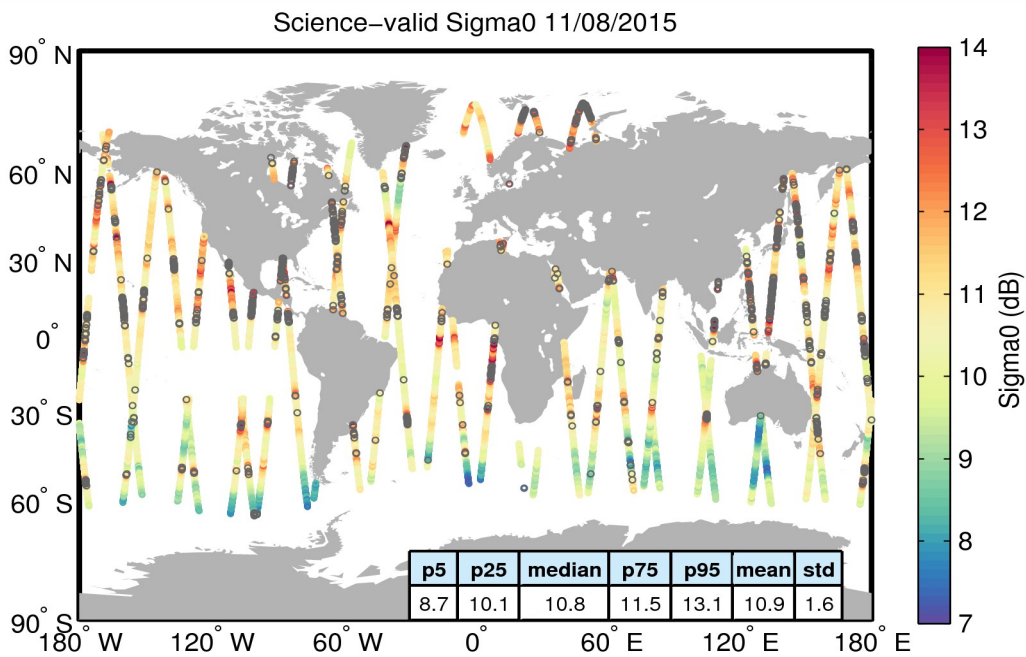 Science−valid Sigma0 11/08/2015
90° N
60° N
30° N
0°
30° S
60° S
90° S
180° W
120° W
60° W
0°
60° E
120° E
180° E
14
13
12
11
10
9
8
7
Sigma0 (dB)
p5 p25 median p75 p95 mean std
8.7 10.1 10.8 11.5 13.1 10.9 1.6